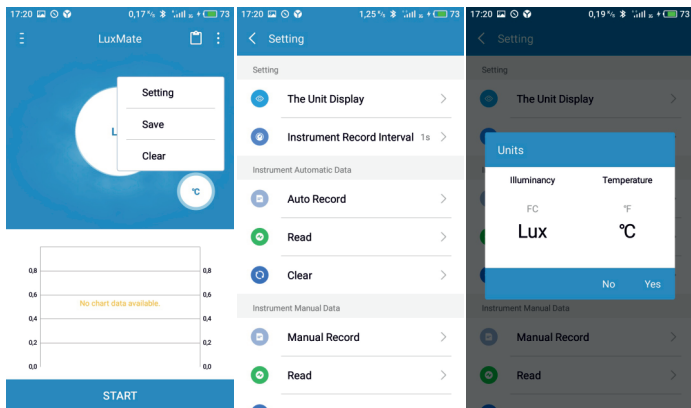 17:20 0,17 ᴷ/s 73
LuxMate
Setting
Save
Clear
L
°C
0,8 0,8
0,6 0,6
No chart data available.
0,4 0,4
0,2 0,2
0,0 0,0
START
17:20 1,25 ᴷ/s 73
Setting
Setting
The Unit Display
Instrument Record Interval 1s
Instrument Automatic Data
Auto Record
Read
Clear
Instrument Manual Data
Manual Record
Read
17:20 0,19 ᴷ/s 73
Setting
Setting
The Unit Display
Units
Illuminancy Temperature
FC °F
Lux °C
No Yes
Instrument Manual Data
Manual Record
Read